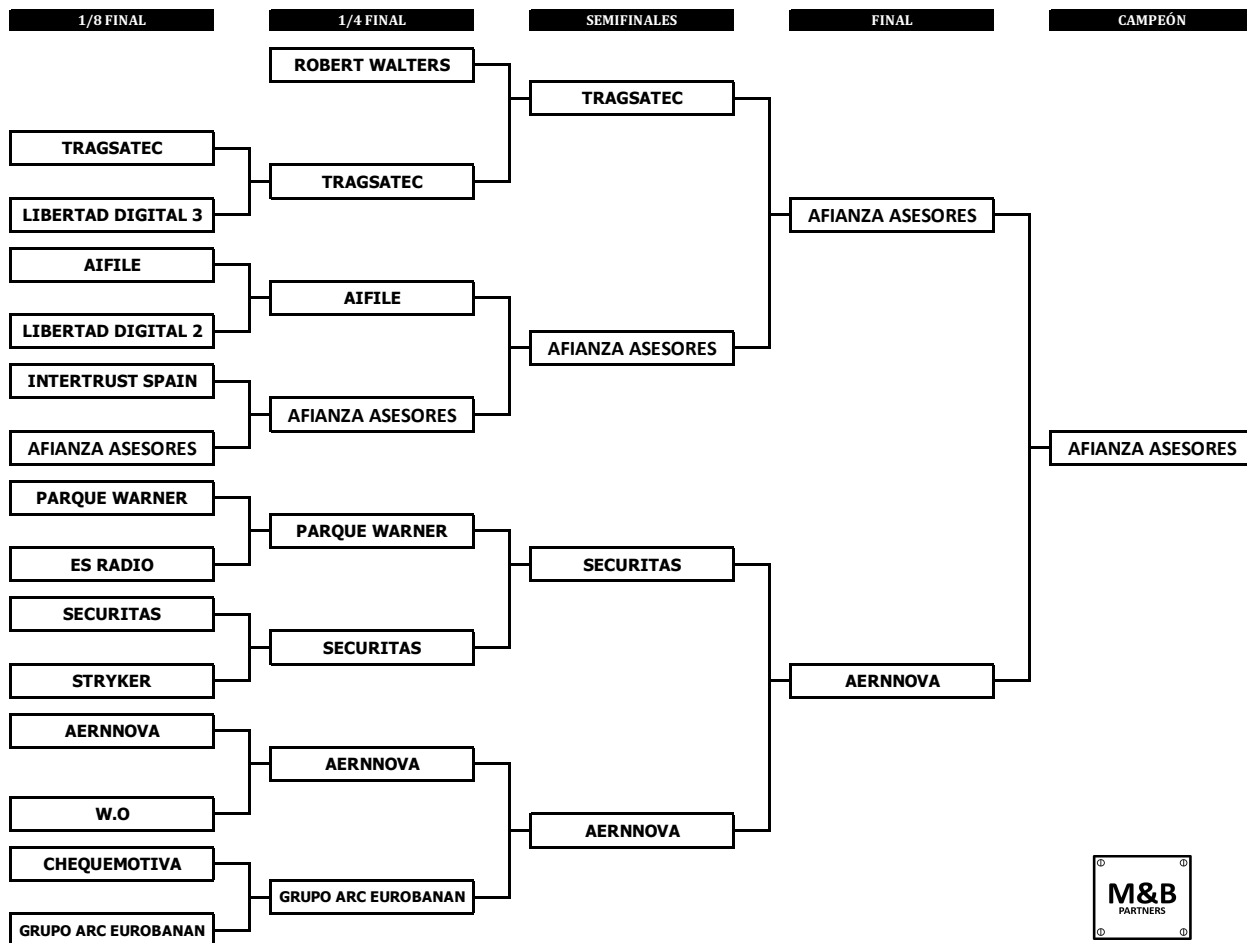 1/8 FINAL
1/4 FINAL
SEMIFINALES
FINAL
CAMPEÓN
ROBERT WALTERS
TRAGSATEC
TRAGSATEC
TRAGSATEC
LIBERTAD DIGITAL 3
AFIANZA ASESORES
AIFILE
AIFILE
LIBERTAD DIGITAL 2
AFIANZA ASESORES
INTERTRUST SPAIN
AFIANZA ASESORES
AFIANZA ASESORES
AFIANZA ASESORES
PARQUE WARNER
PARQUE WARNER
ES RADIO
SECURITAS
SECURITAS
SECURITAS
STRYKER
AERNNOVA
AERNNOVA
AERNNOVA
W.O
AERNNOVA
CHEQUEMOTIVA
GRUPO ARC EUROBANAN
GRUPO ARC EUROBANAN
M&B
PARTNERS